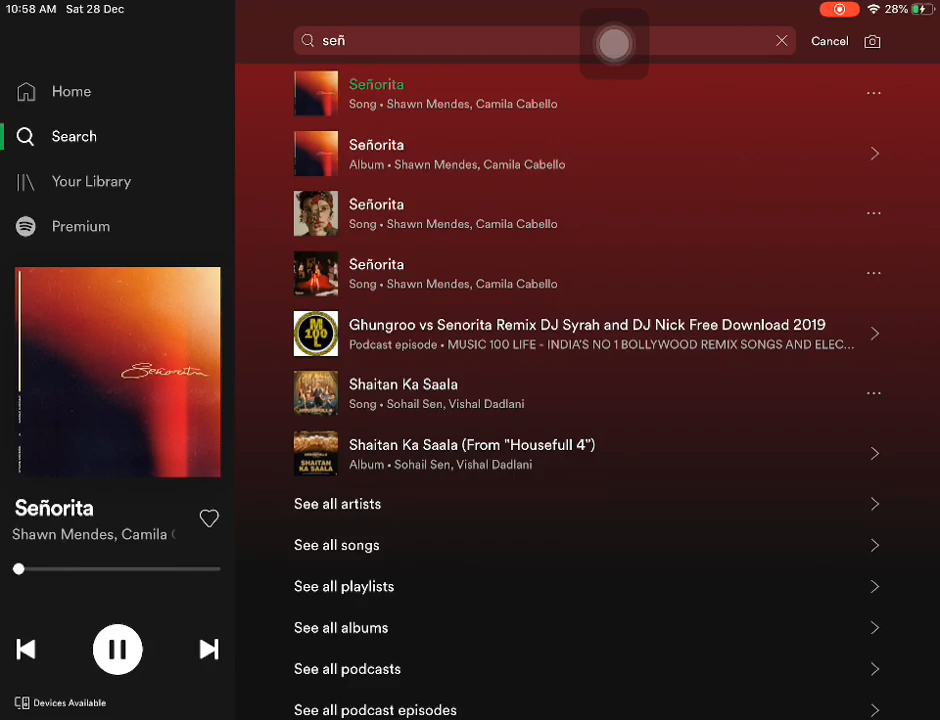 10:58 AM Sat 28 Dec
28%
señ
Cancel
Home
Search
Your Library
Premium
Señorita
Señorita
Shawn Mendes, Camila
Devices Available
Señorita
Song • Shawn Mendes, Camila Cabello
Señorita
Album • Shawn Mendes, Camila Cabello
Señorita
Song • Shawn Mendes, Camila Cabello
Señorita
Song • Shawn Mendes, Camila Cabello
M
100
L
Ghungroo vs Senorita Remix DJ Syrah and DJ Nick Free Download 2019
Podcast episode • MUSIC 100 LIFE - INDIA'S NO 1 BOLLYWOOD REMIX SONGS AND ELEC...
Shaitan Ka Saala
Song • Sohail Sen, Vishal Dadlani
SHAITAN KA
SAALA
Shaitan Ka Saala (From "Housefull 4")
Album • Sohail Sen, Vishal Dadlani
See all artists
See all songs
See all playlists
See all albums
See all podcasts
See all podcast episodes